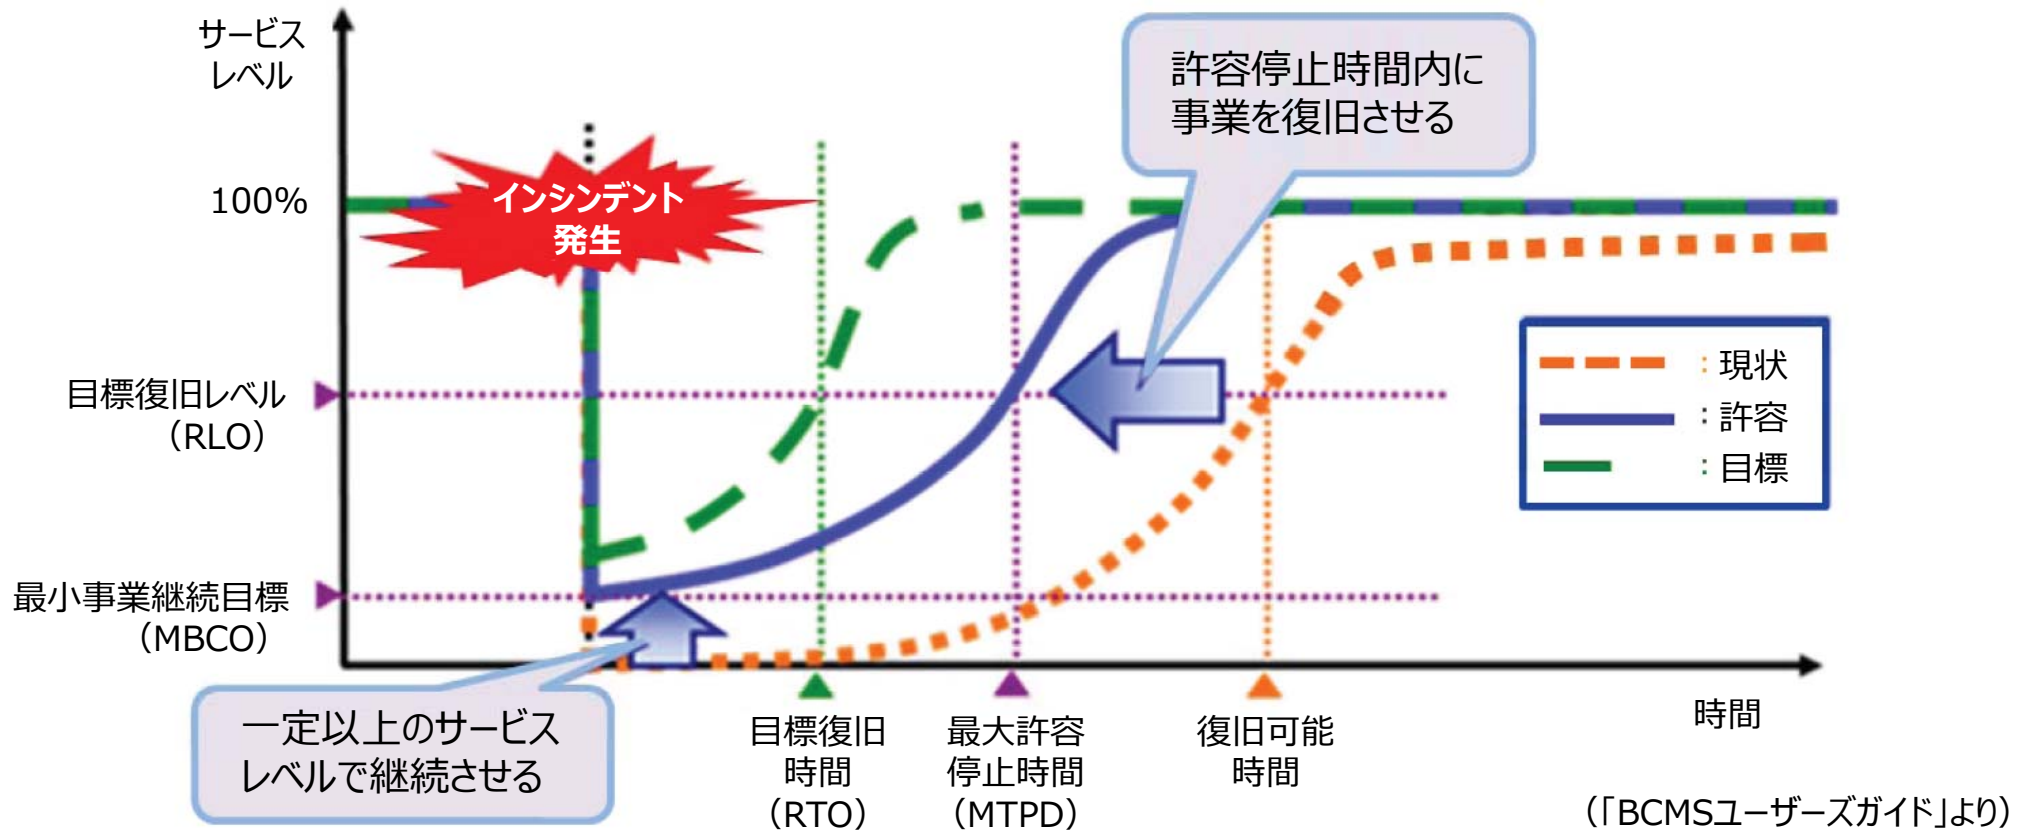 サービス
レベル
許容停止時間内に
事業を復旧させる
100%
インシンデント
発生
:現状
:許容
:目標
目標復旧レベル
(RLO)
最小事業継続目標
(MBCO)
一定以上のサービス
レベルで継続させる
目標復旧
時間
(RTO)
最大許容
停止時間
(MTPD)
復旧可能
時間
時間
(「BCMSユーザーズガイド」より)